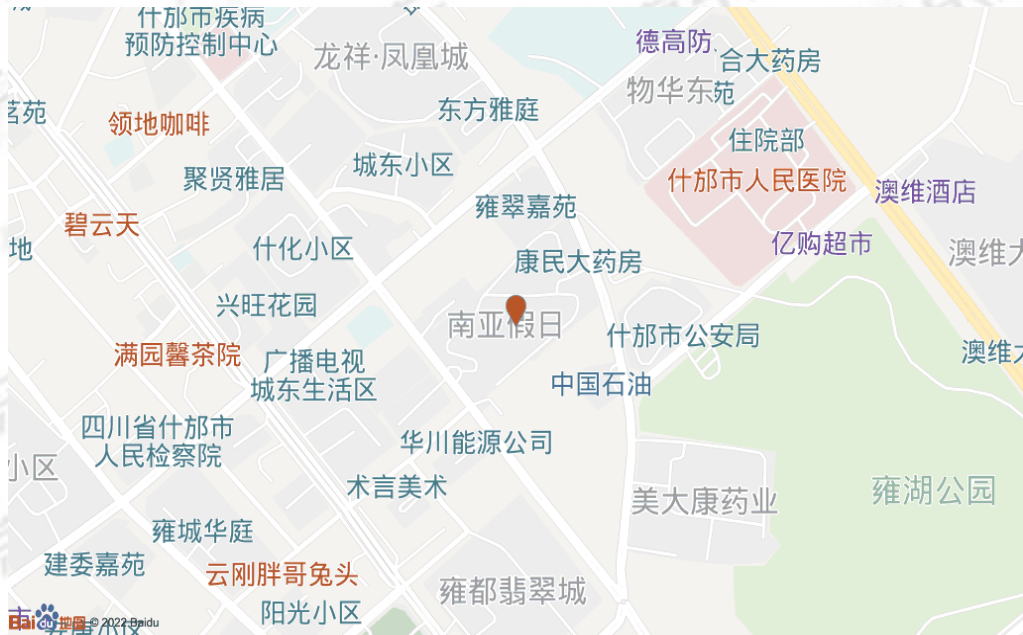 什邡市疾病
预防控制中心
龙祥·凤凰城
德高防
合大药房
物华东苑
茗苑
领地咖啡
东方雅庭
住院部
聚贤雅居
城东小区
什邡市人民医院
澳维酒店
碧云天
雍翠嘉苑
地
什化小区
亿购超市
澳维
康民大药房
兴旺花园
南亚假日
什邡市公安局
满园馨茶院
广播电视
城东生活区
澳维
中国石油
四川省什邡市
人民检察院
华川能源公司
小区
术言美术
美大康药业
雍湖公园
雍城华庭
建委嘉苑
云刚胖哥兔头
雍都翡翠城
阳光小区
Bai du 地图 © 2022 Baidu